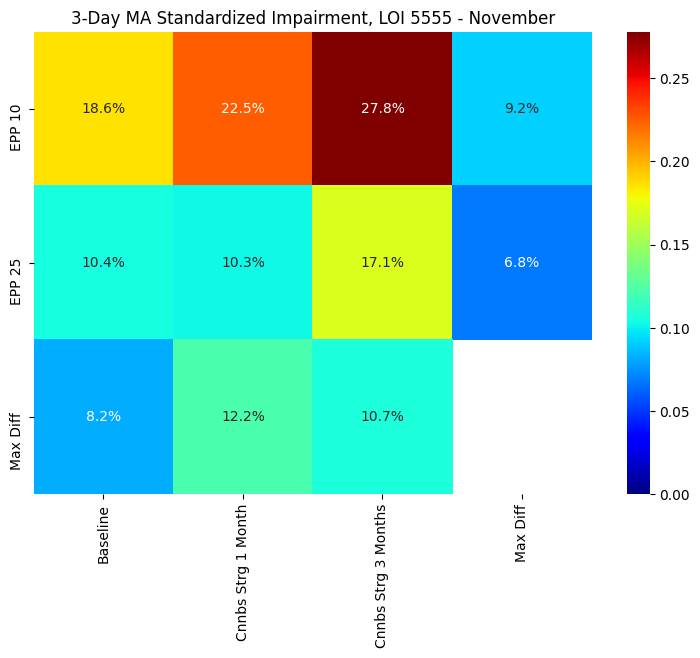 3-Day MA Standardized Impairment, LOI 5555 - November
EPP 10
18.6%
22.5%
27.8%
9.2%
EPP 25
10.4%
10.3%
17.1%
6.8%
Max Diff
8.2%
12.2%
10.7%
Baseline
Cnnbs Strg 1 Month
Cnnbs Strg 3 Months
Max Diff
0.25
0.20
0.15
0.10
0.05
0.00